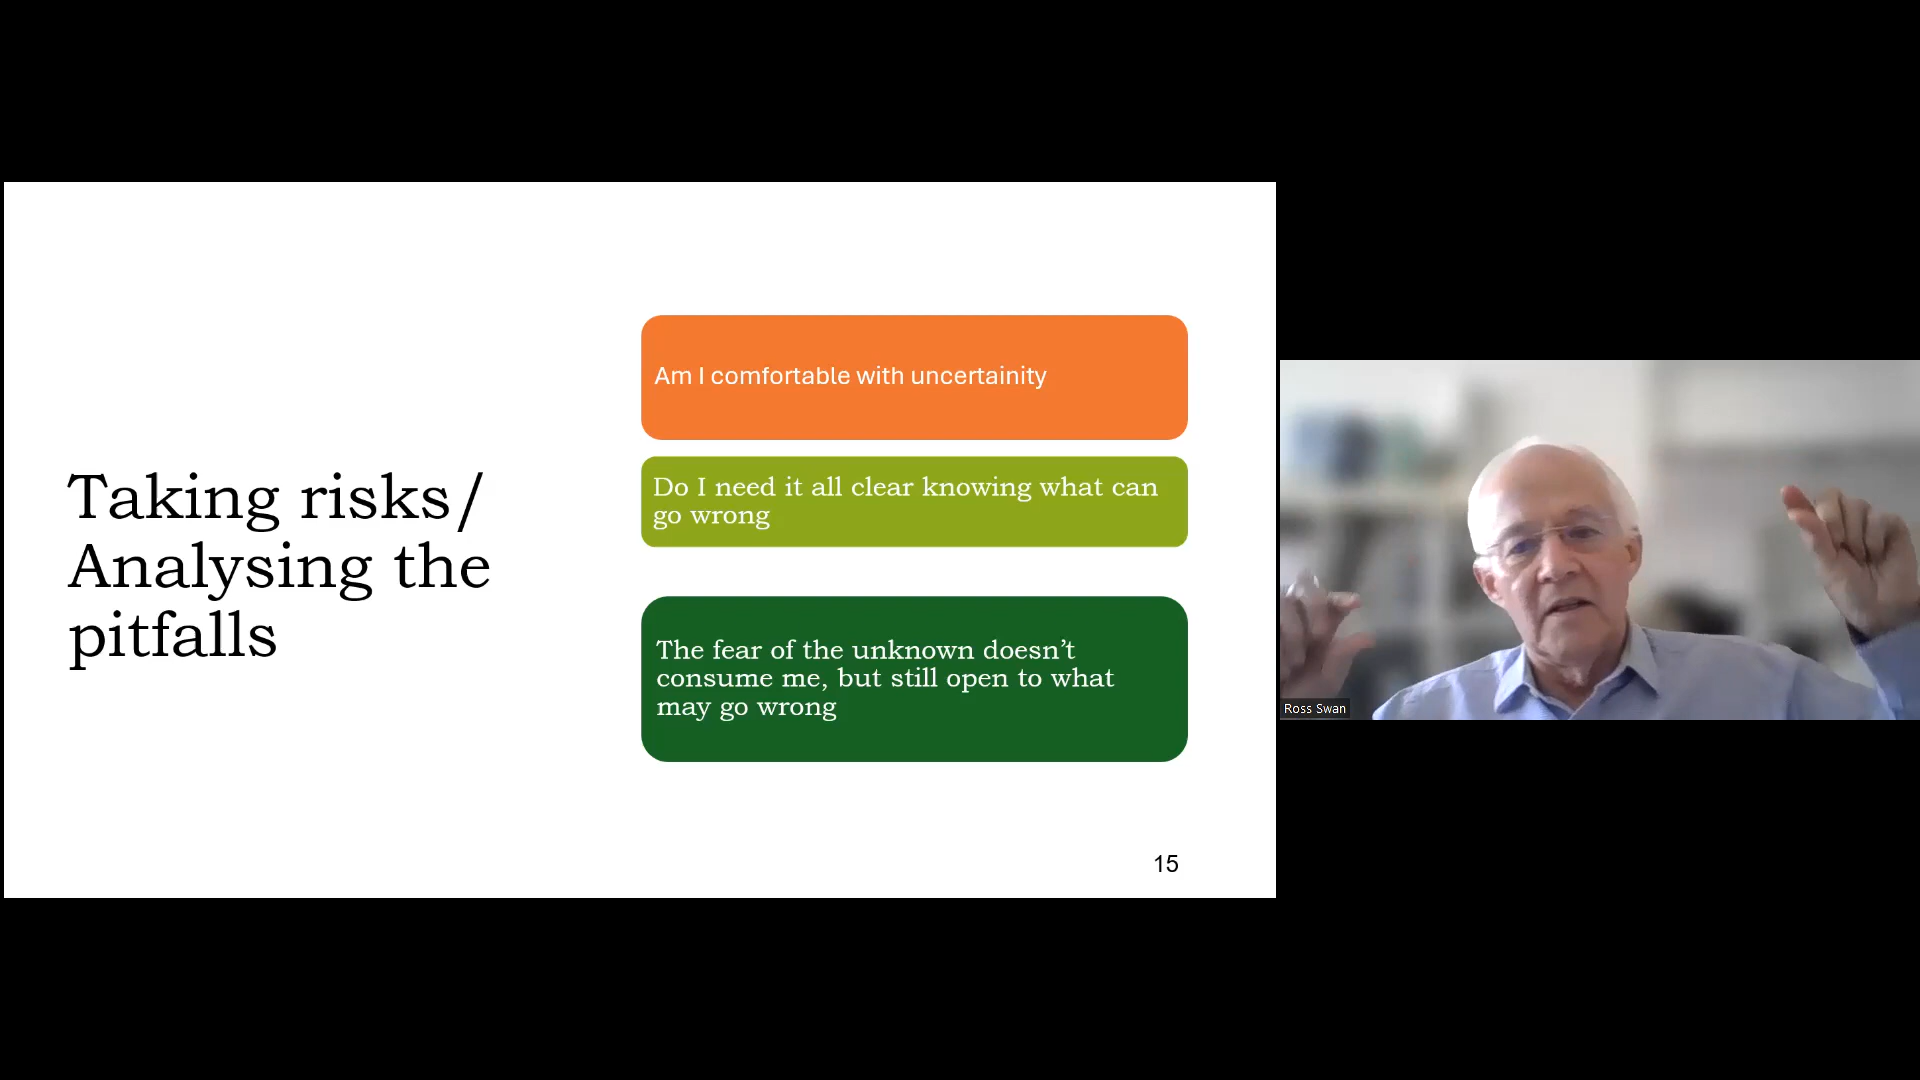 Taking risks/
Analysing the
pitfalls
Am I comfortable with uncertainity
Do I need it all clear knowing what can
go wrong
The fear of the unknown doesn’t
consume me, but still open to what
may go wrong
15
Ross Swan